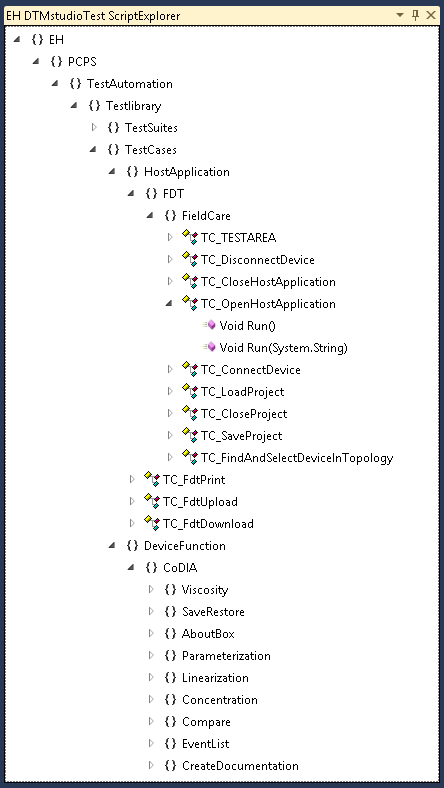 EH DTMstudioTest ScriptExplorer
{} EH
{} PCPS
{} TestAutomation
{} Testlibrary
{} TestSuites
{} TestCases
{} HostApplication
{} FDT
{} FieldCare
TC_TESTAREA
TC_DisconnectDevice
TC_CloseHostApplication
TC_OpenHostApplication
Void Run()
Void Run(System.String)
TC_ConnectDevice
TC_LoadProject
TC_CloseProject
TC_SaveProject
TC_FindAndSelectDeviceInTopology
TC_FdtPrint
TC_FdtUpload
TC_FdtDownload
{} DeviceFunction
{} CoDIA
{} Viscosity
{} SaveRestore
{} AboutBox
{} Parameterization
{} Linearization
{} Concentration
{} Compare
{} EventList
{} CreateDocumentation